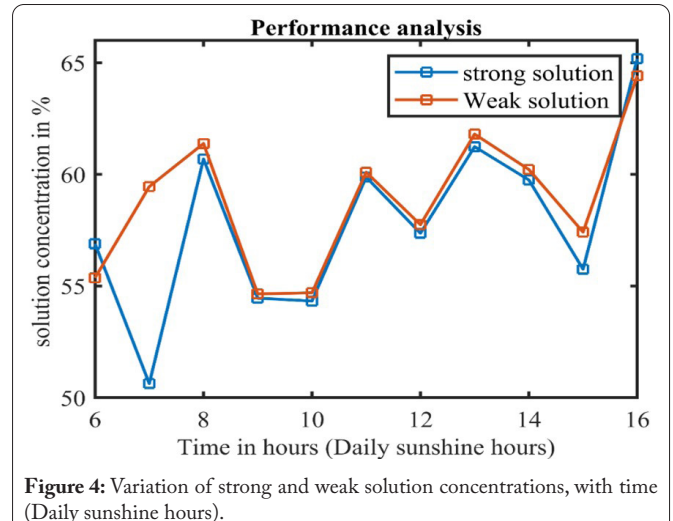 Performance analysis
65
60
55
50
solution concentration in %
strong solution
Weak solution
6 8 10 12 14 16
Time in hours (Daily sunshine hours)
Figure 4: Variation of strong and weak solution concentrations, with time
(Daily sunshine hours).